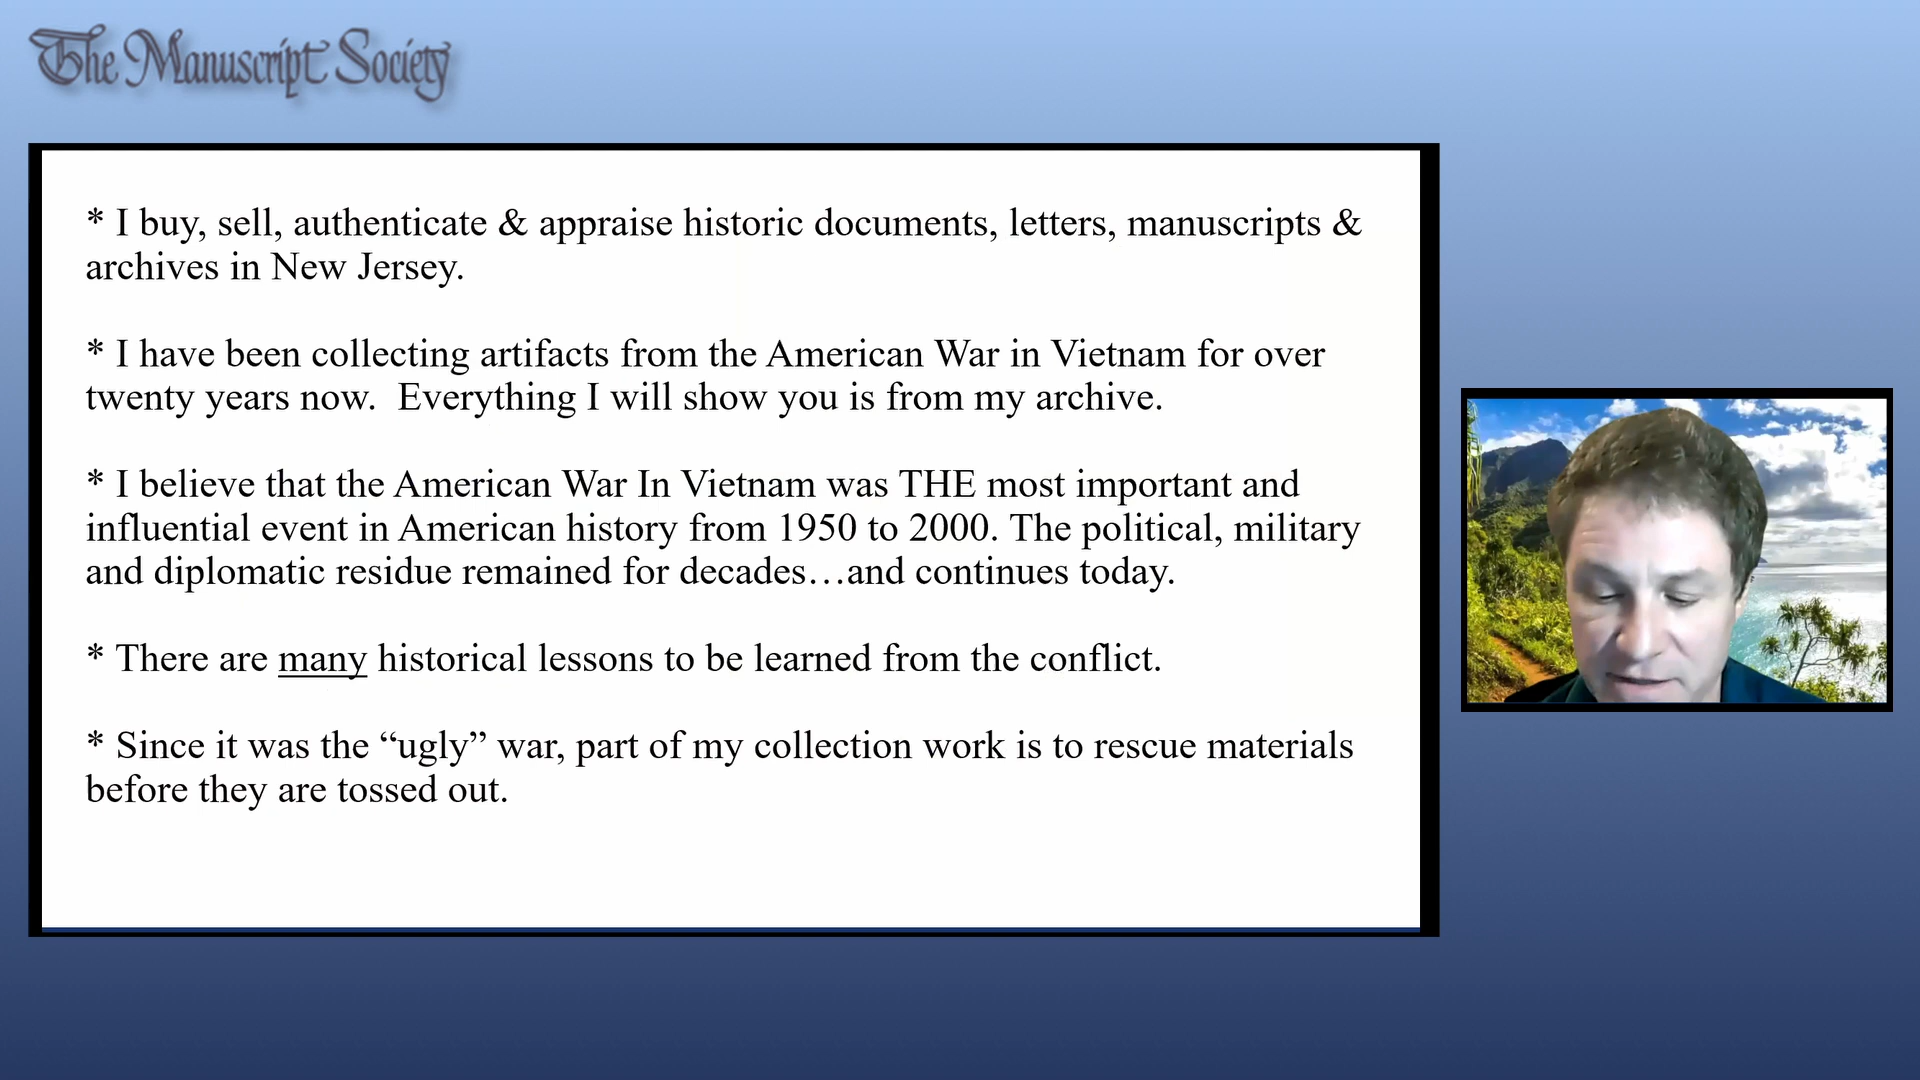 The Manuscript Society
* I buy, sell, authenticate & appraise historic documents, letters, manuscripts &
archives in New Jersey.
* I have been collecting artifacts from the American War in Vietnam for over
twenty years now.  Everything I will show you is from my archive.
* I believe that the American War In Vietnam was THE most important and
influential event in American history from 1950 to 2000. The political, military
and diplomatic residue remained for decades…and continues today.
* There are many historical lessons to be learned from the conflict.
* Since it was the “ugly” war, part of my collection work is to rescue materials
before they are tossed out.